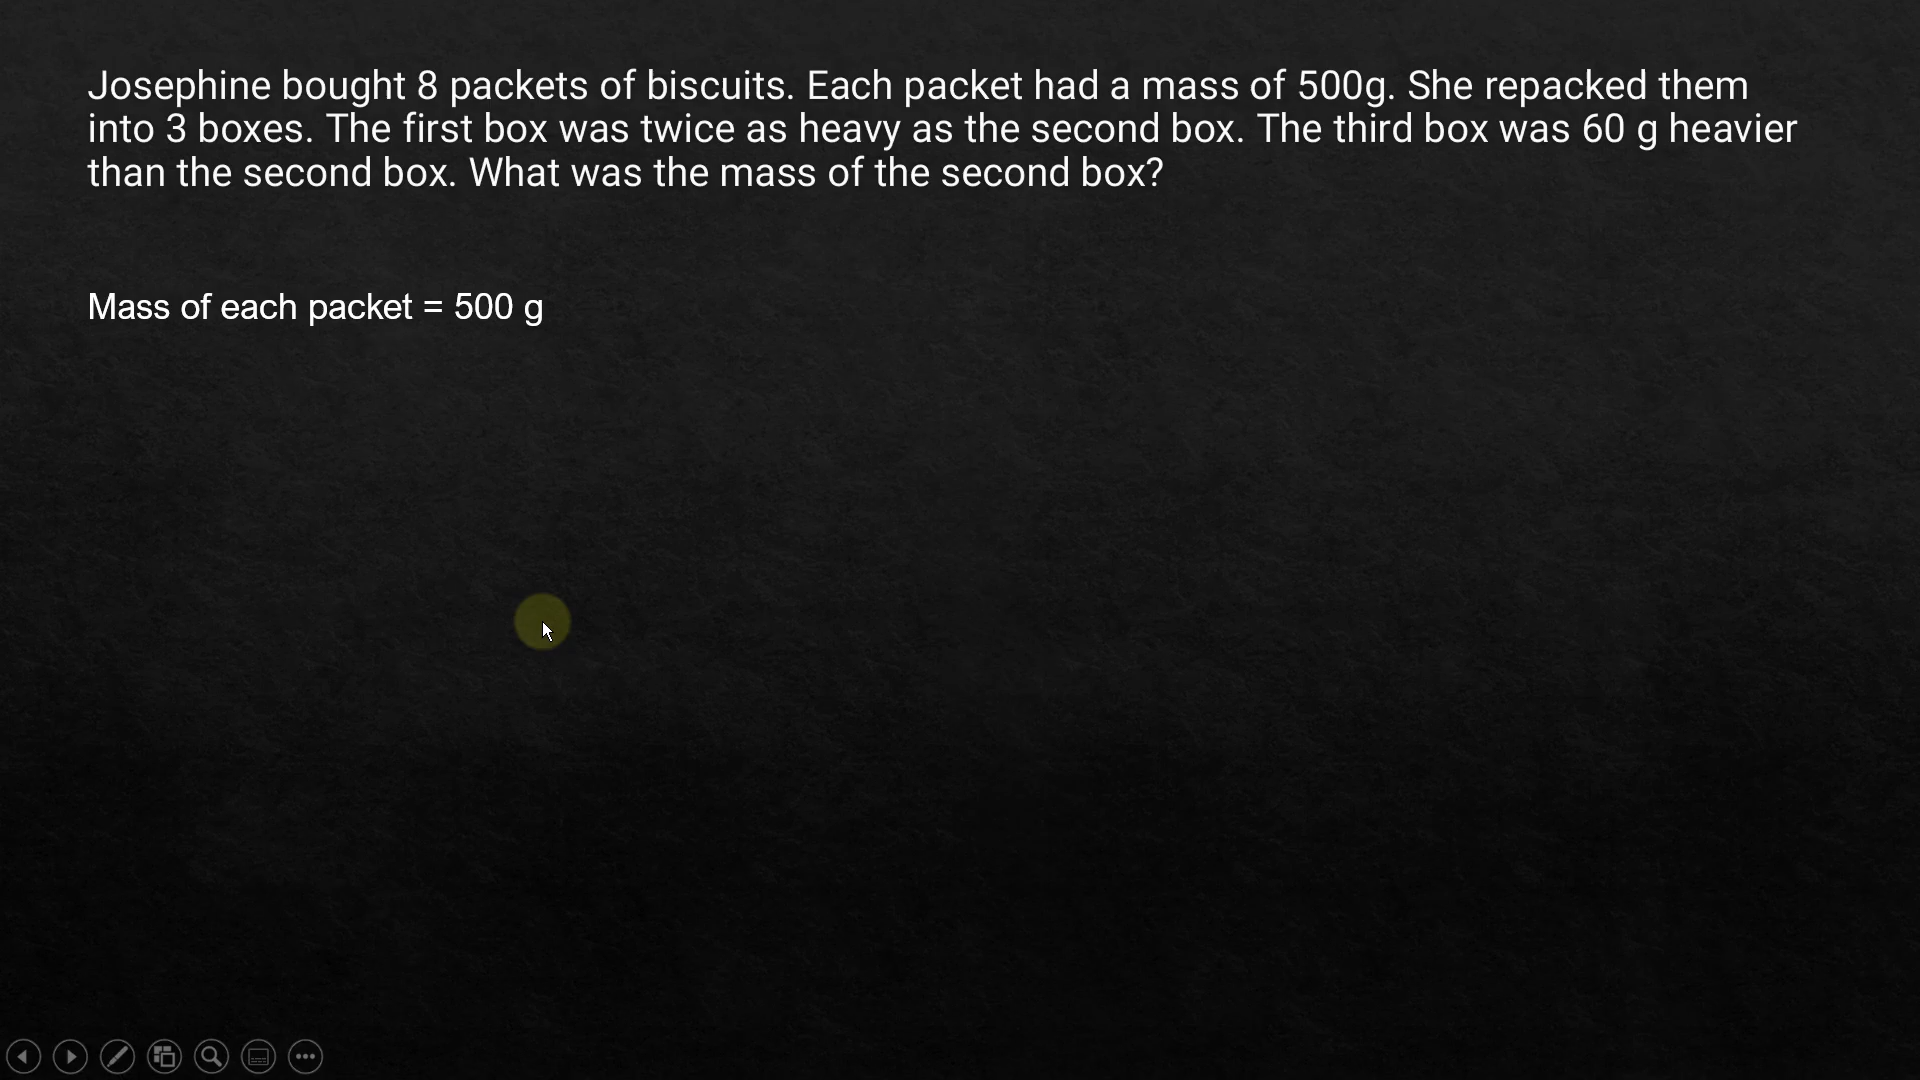 Josephine bought 8 packets of biscuits. Each packet had a mass of 500g. She repacked them
into 3 boxes. The first box was twice as heavy as the second box. The third box was 60 g heavier
than the second box. What was the mass of the second box?
Mass of each packet = 500 g